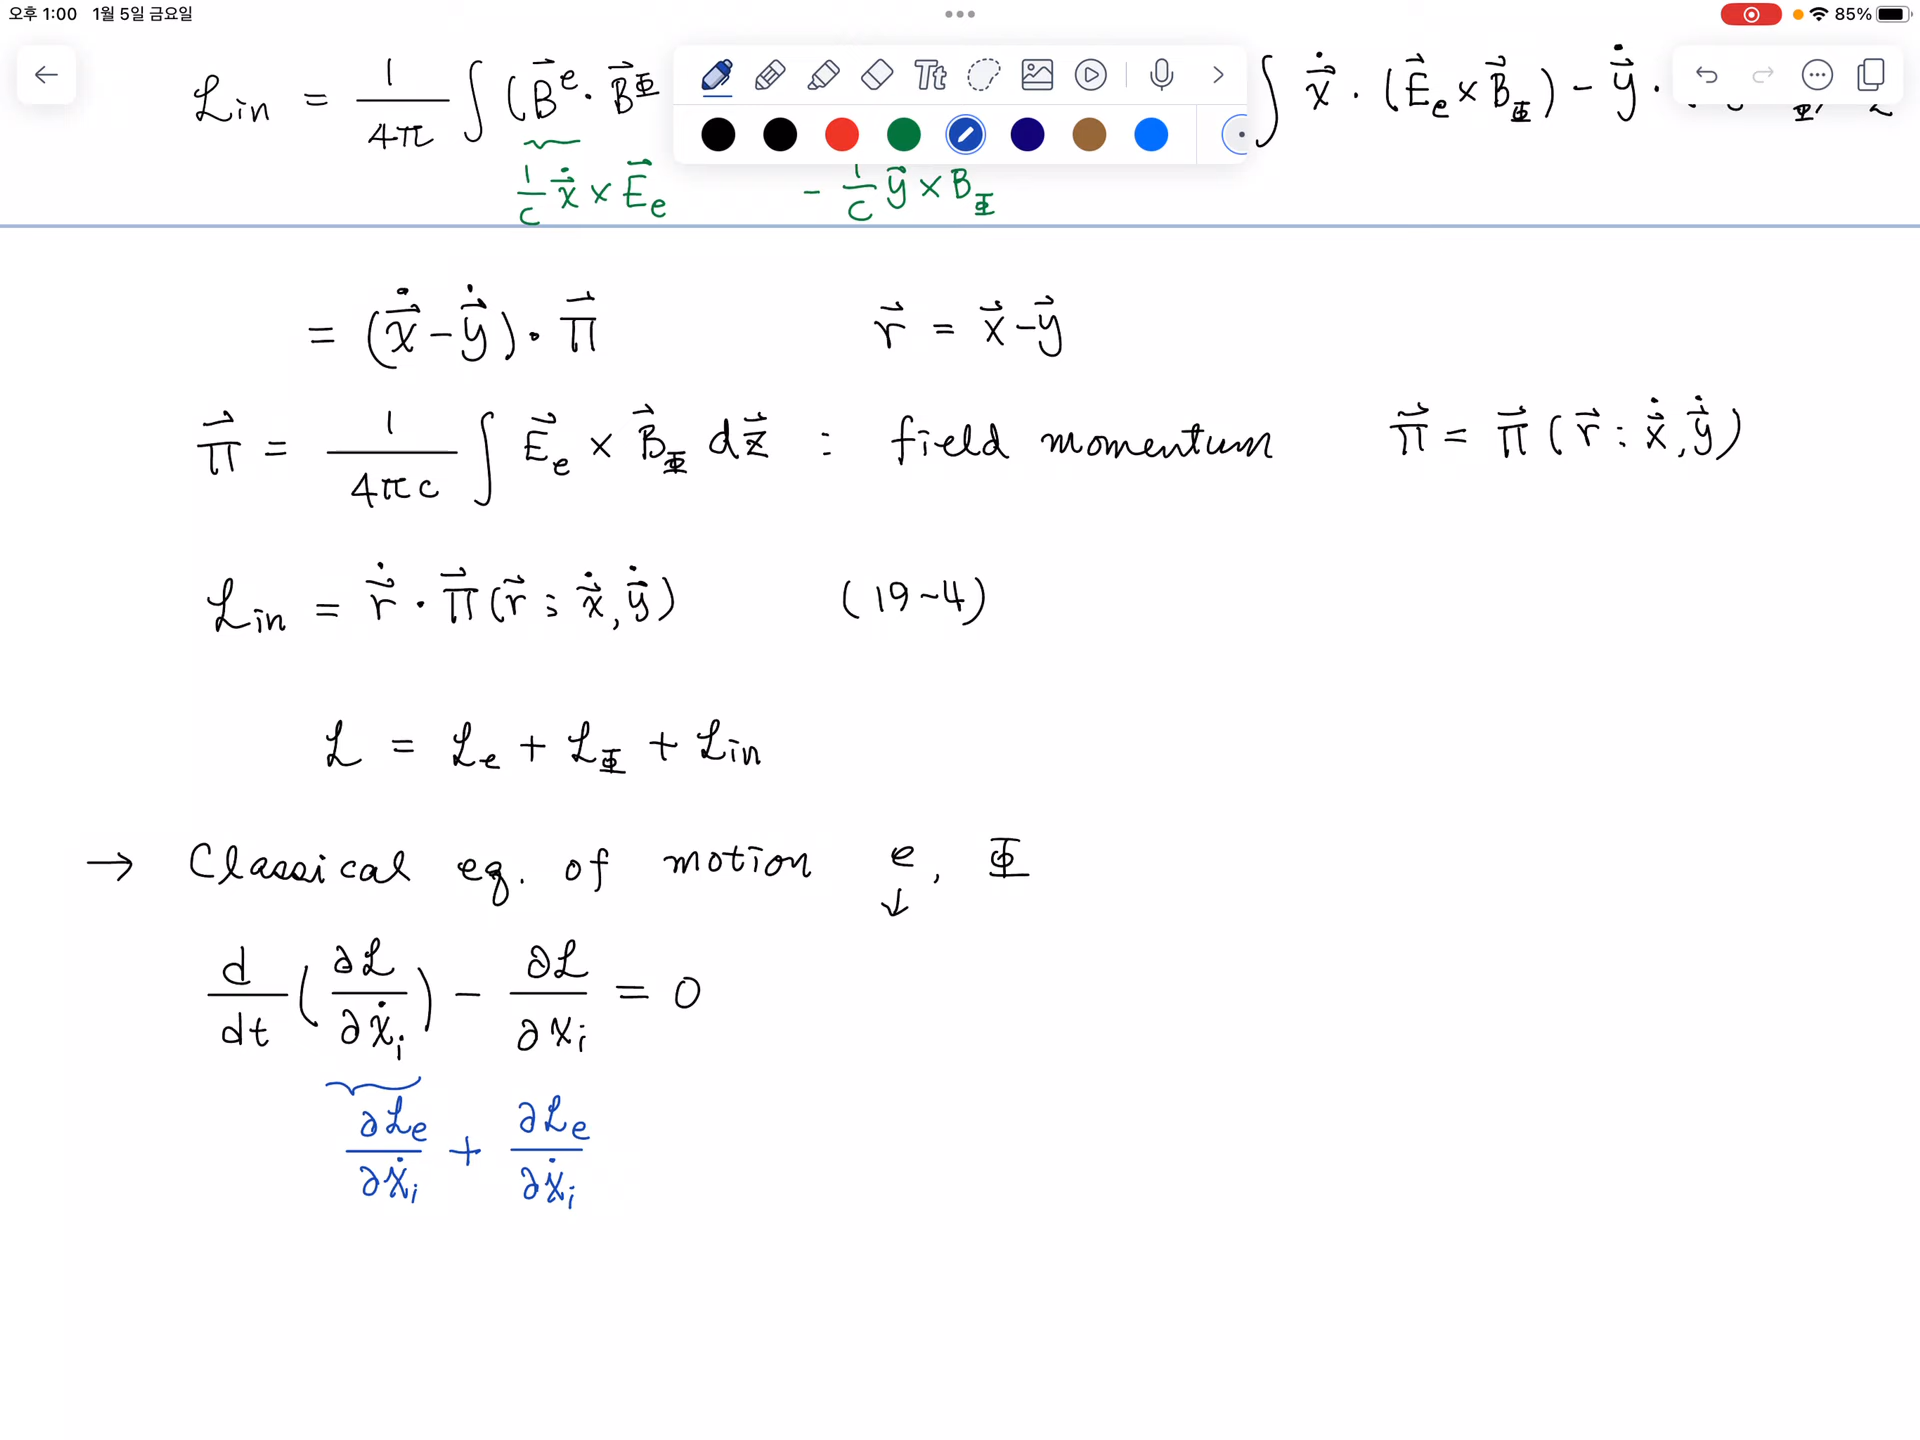 오후 1:00 1월 5일 금요일 85%
Tt
𝓛in = 1/4π ∫ (B⃗ᵉ · B⃗Φ ∫ ẋ⃗ · (E⃗e × B⃗Φ) − ẏ⃗ ·
1/c ẋ⃗ × E⃗e − 1/c y⃗ × BΦ
= (ẋ⃗ − ẏ⃗) · π⃗ r⃗ = x⃗ − y⃗
π⃗ = 1/4πc ∫ E⃗e × B⃗Φ dz⃗ : field momentum π⃗ = π⃗ (r⃗ : ẋ⃗, ẏ⃗)
𝓛in = ṙ⃗ · π⃗ (r⃗ ; ẋ⃗, ẏ⃗) (19~4)
𝓛 = 𝓛e + 𝓛Φ + 𝓛in
→ Classical eq. of motion e, Φ
↓
d/dt (∂𝓛/∂ẋi) − ∂𝓛/∂xi = 0
∂𝓛e/∂ẋi + ∂𝓛e/∂ẋi